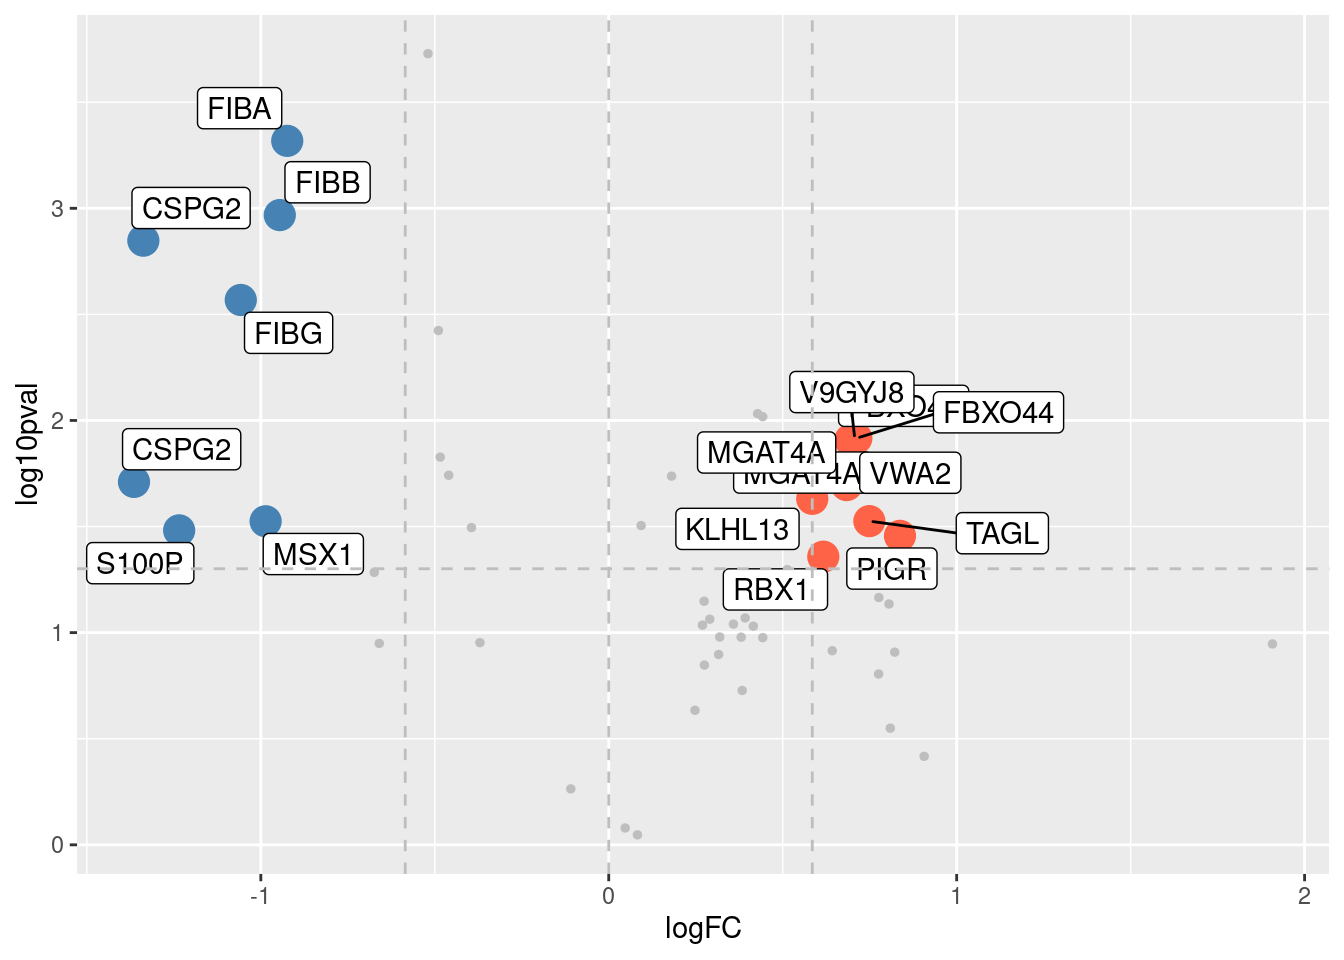 FIBA
FIBB
CSPG2
3
FIBG
V9GYJ8
FBXO44
2
CSPG2
MGAT4A
MGAT4A
VWA2
log10pval
KLHL13
TAGL
S100P
MSX1
PIGR
RBX1
1
0
-1
0
1
2
logFC